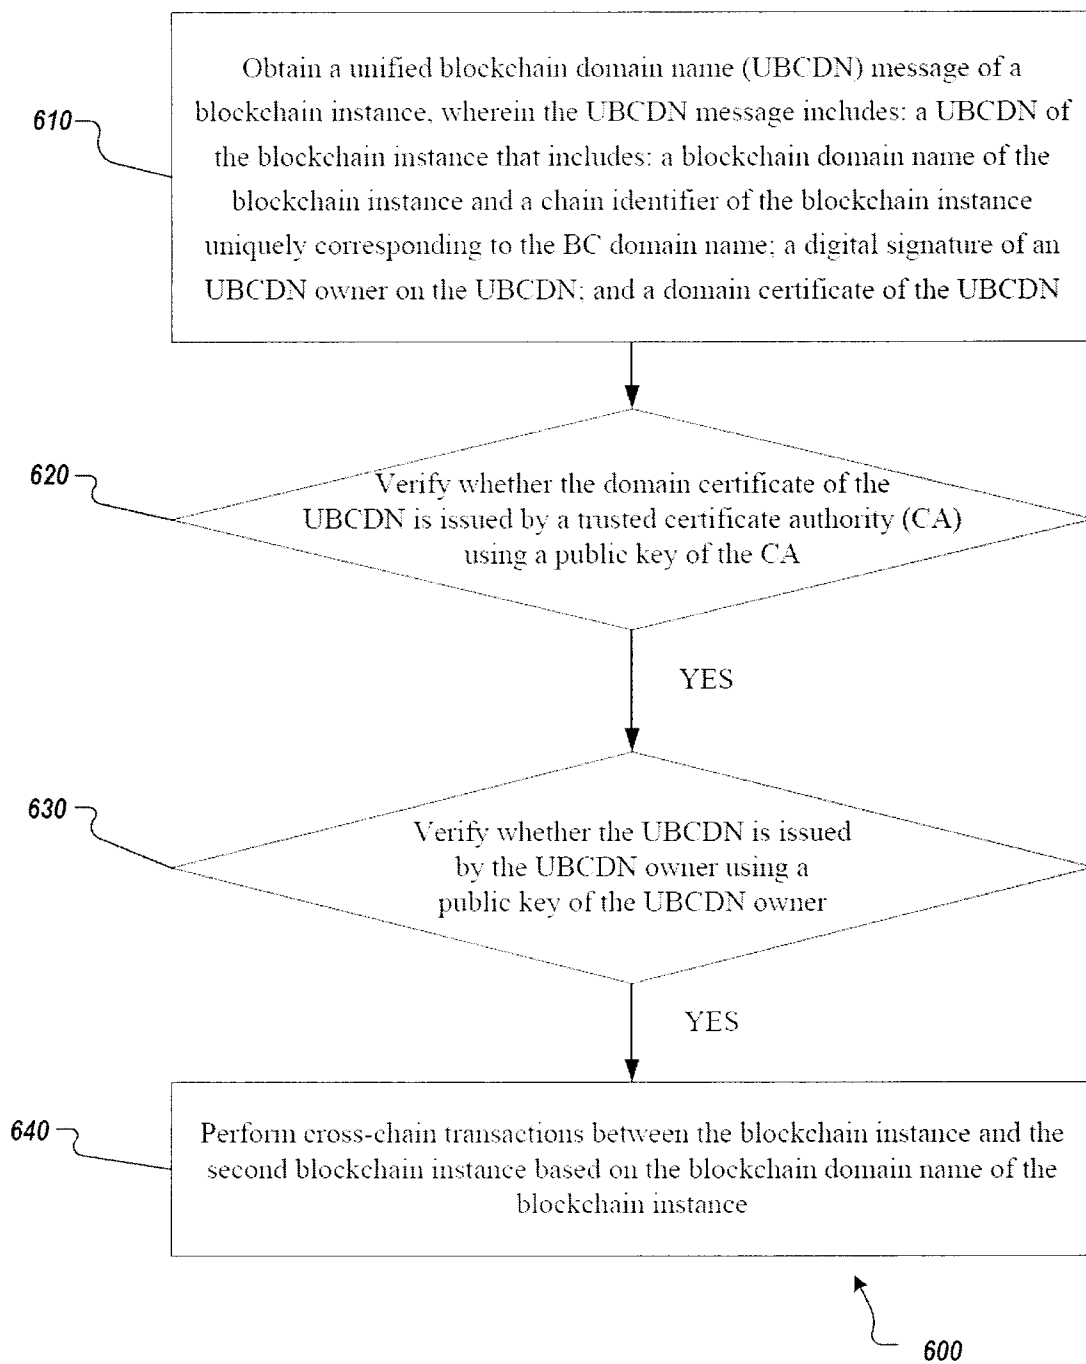 Obtain a unified blockchain domain name (UBCDN) message of a
blockchain instance, wherein the UBCDN message includes: a UBCDN of
610
the blockchain instance that includes: a blockchain domain name of the
blockchain instance and a chain identifier of the blockchain instance
uniquely corresponding to the BC domain name; a digital signature of an
UBCDN owner on the UBCDN; and a domain certificate of the UBCDN
620
Verify whether the domain certificate of the
UBCDN is issued by a trusted certificate authority (CA)
using a public key of the CA
YES
630
Verify whether the UBCDN is issued
by the UBCDN owner using a
public key of the UBCDN owner
YES
640
Perform cross-chain transactions between the blockchain instance and the
second blockchain instance based on the blockchain domain name of the
blockchain instance
600